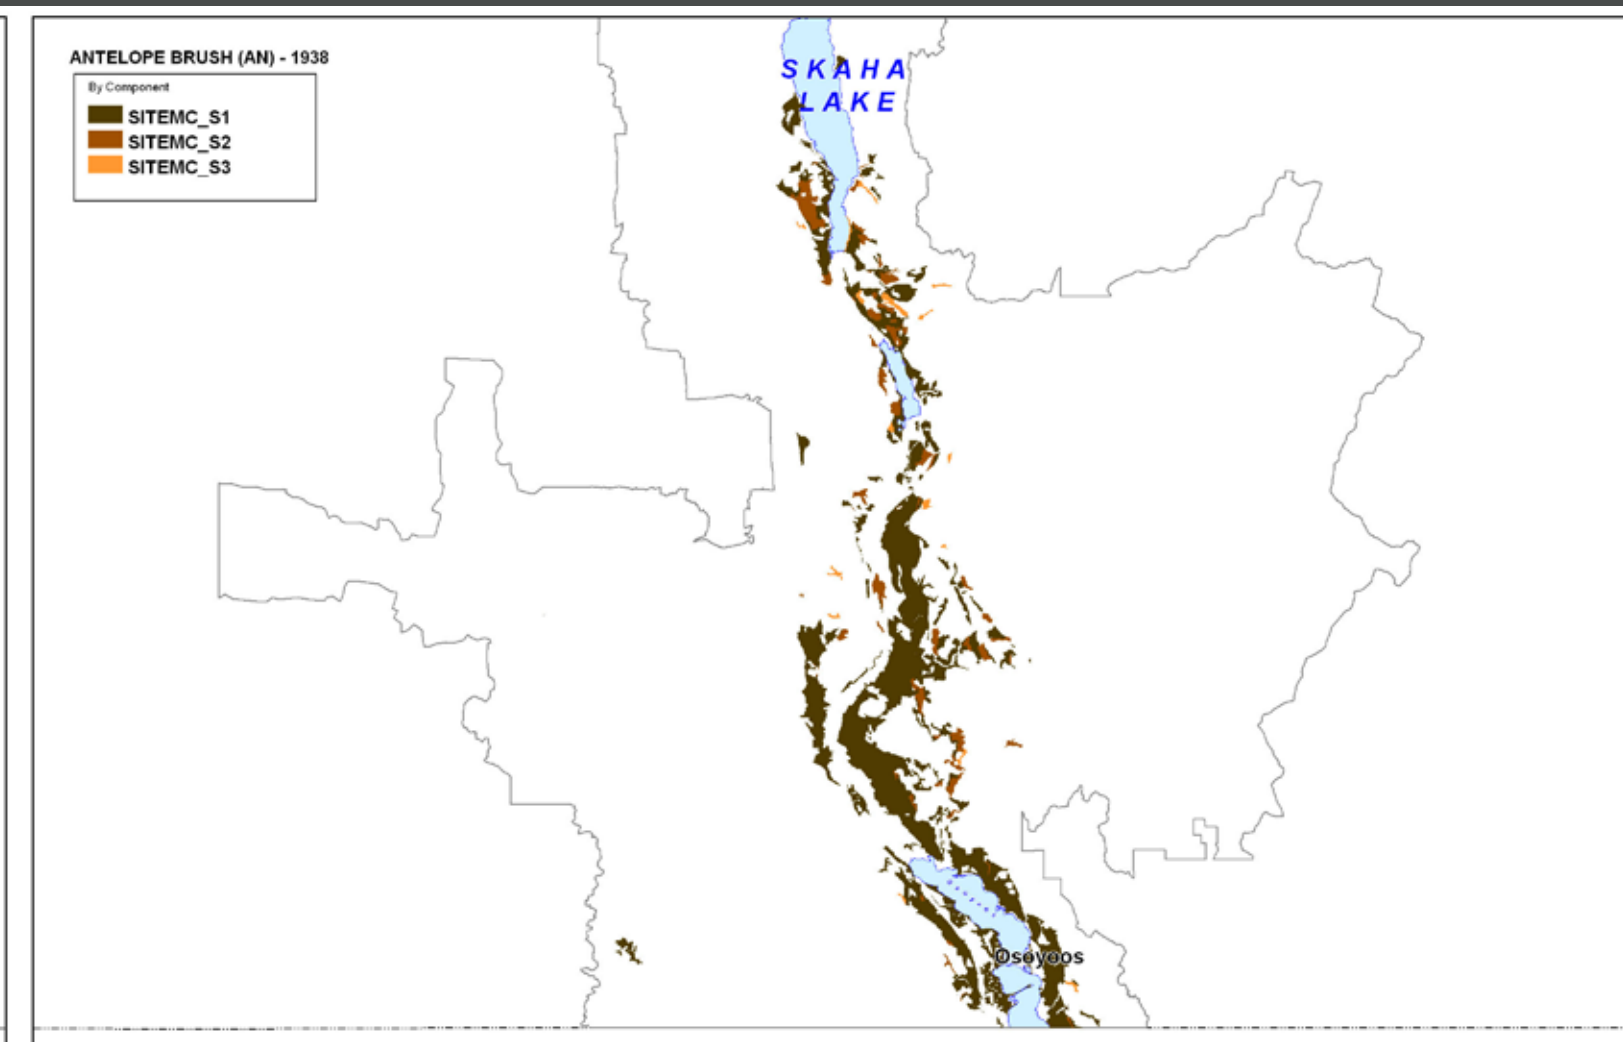 ANTELOPE BRUSH (AN) - 1938
By Component
SITEMC_S1
SITEMC_S2
SITEMC_S3
SKAHA
LAKE
Osoyoos